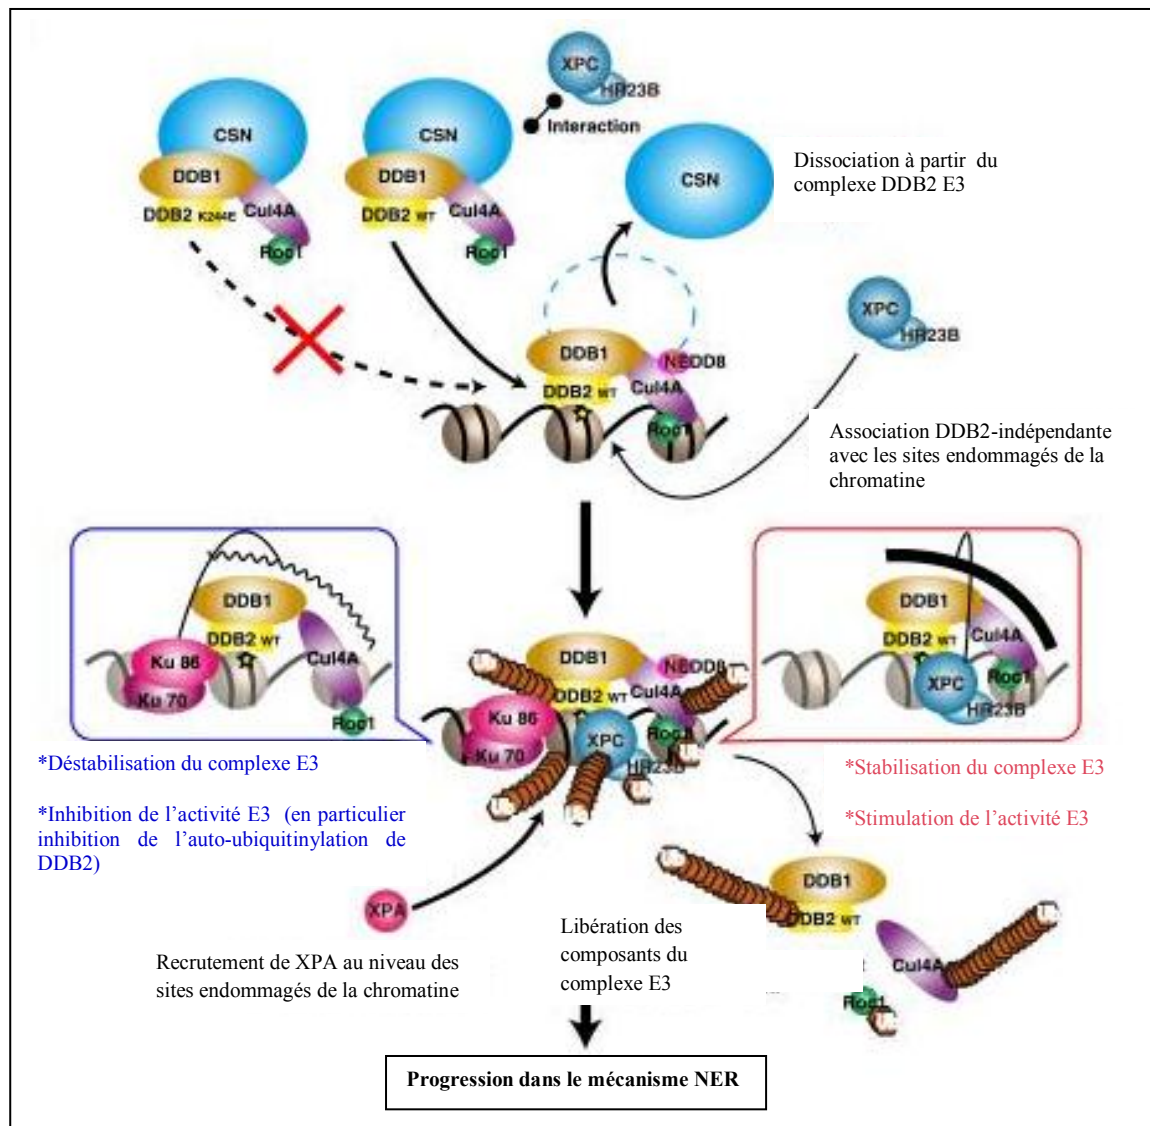 XPC
HR23B
Interaction
CSN
DDB1
DDB2 K244E
Cul4A
Roc1
CSN
DDB1
DDB2 WT
Cul4A
Roc1
CSN
Dissociation à partir du
complexe DDB2 E3
XPC
HR23B
DDB1
NEDD8
DDB2 WT
Cul4A
Roc1
Association DDB2-indépendante
avec les sites endommagés de la
chromatine
DDB1
DDB2 WT
Ku 86
Cul4A
Ku 70
Roc1
DDB1
NEDD8
DDB2 WT
Cul4A
Ku 86
Ku 70
XPC
HR23B
DDB1
DDB2 WT
Cul4A
XPC
Roc1
HR23B
*Déstabilisation du complexe E3
*Inhibition de l’activité E3 (en particulier
inhibition de l’auto-ubiquitinylation de
DDB2)
*Stabilisation du complexe E3
*Stimulation de l’activité E3
XPA
Recrutement de XPA au niveau des
sites endommagés de la chromatine
Libération des
composants du
complexe E3
DDB1
DDB2 WT
Cul4A
Roc1
Progression dans le mécanisme NER